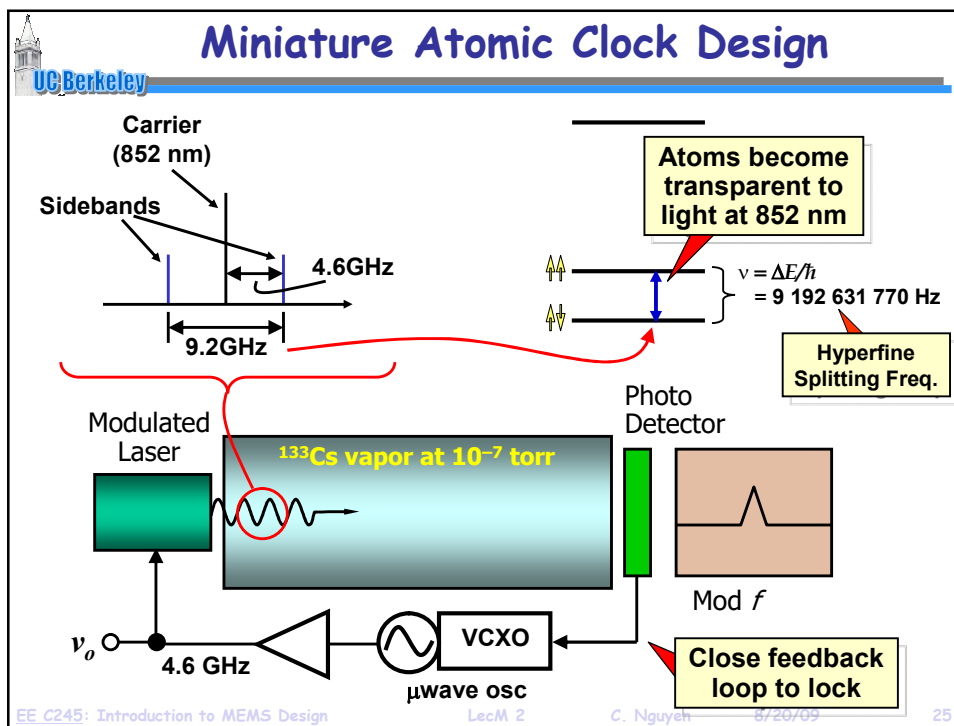 Miniature Atomic Clock Design
UC Berkeley
Carrier
(852 nm)
Sidebands
4.6GHz
9.2GHz
Atoms become
transparent to
light at 852 nm
ν = ΔE/ħ
= 9 192 631 770 Hz
Hyperfine
Splitting Freq.
Modulated
Laser
¹³³Cs vapor at 10⁻⁷ torr
Photo
Detector
Mod f
vₒ
4.6 GHz
VCXO
μwave osc
Close feedback
loop to lock
EE C245: Introduction to MEMS Design LecM 2 C. Nguyen 8/20/09 25